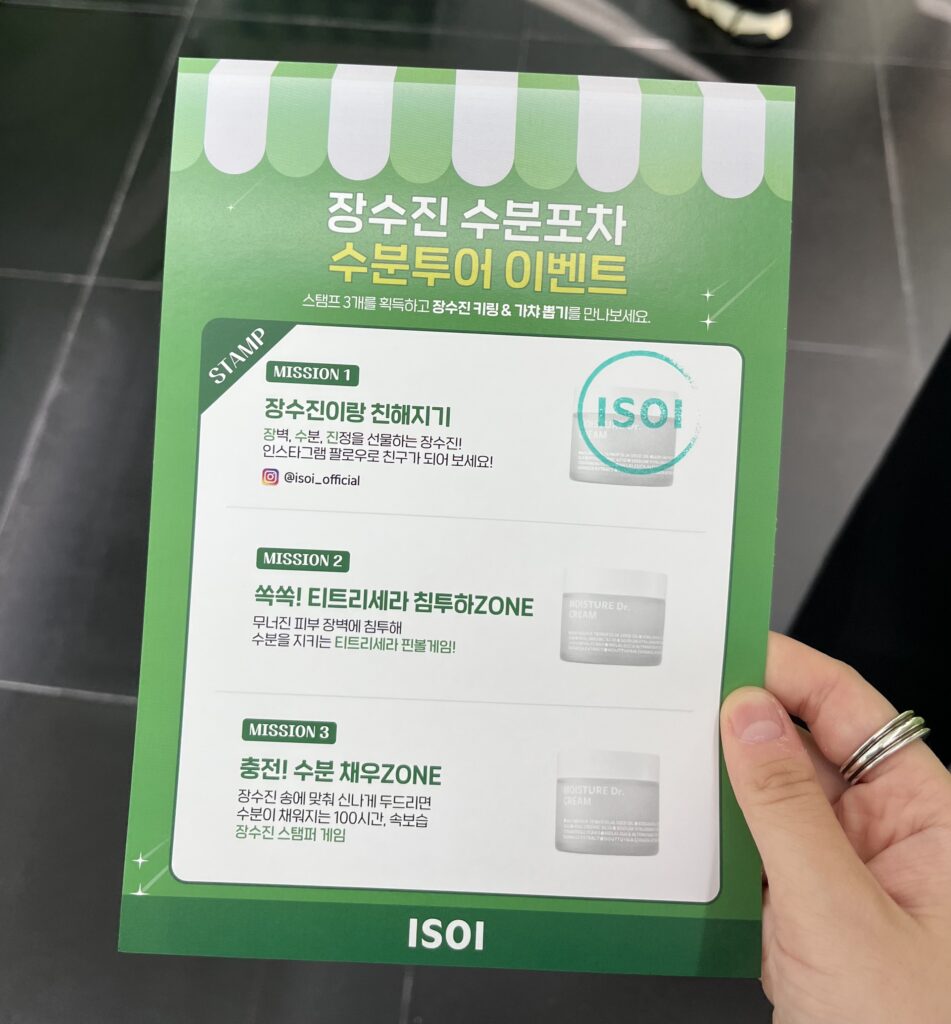 장수진 수분포차
수분투어 이벤트
스탬프 3개를 획득하고 장수진 키링 & 가챠 뽑기를 만나보세요.
STAMP
MISSION 1
장수진이랑 친해지기
장벽, 수분, 진정을 선물하는 장수진!
인스타그램 팔로우로 친구가 되어 보세요!
@isoi_official
ISOI
CREAM
MISSION 2
쏙쏙! 티트리세라 침투하ZONE
무너진 피부 장벽에 침투해
수분을 지키는 티트리세라 핀볼게임!
MOISTURE Dr.
CREAM
MISSION 3
충전! 수분 채우ZONE
장수진 송에 맞춰 신나게 두드리면
수분이 채워지는 100시간, 속보습
장수진 스탬퍼 게임
MOISTURE Dr.
CREAM
ISOI